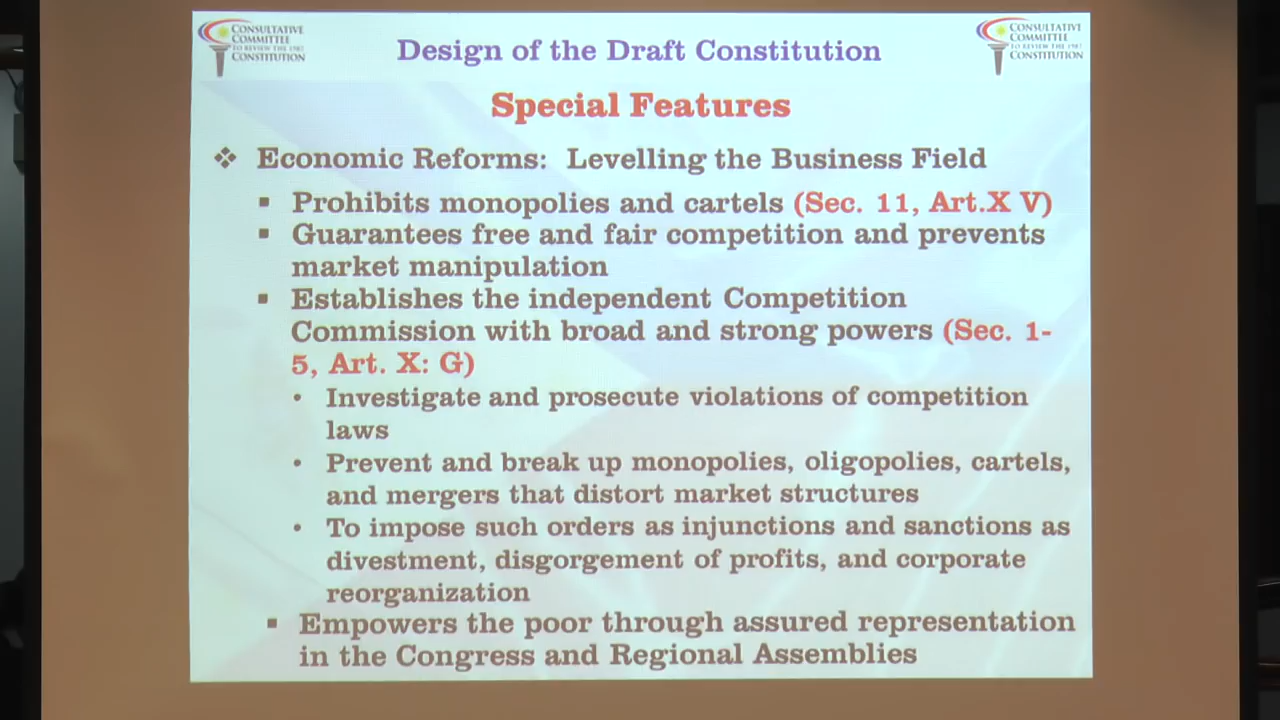 CONSULTATIVE
COMMITTEE
TO REVIEW THE 1987
CONSTITUTION
Design of the Draft Constitution
CONSULTATIVE
COMMITTEE
TO REVIEW THE 1987
CONSTITUTION
Special Features
❖ Economic Reforms: Levelling the Business Field
▪ Prohibits monopolies and cartels (Sec. 11, Art.X V)
▪ Guarantees free and fair competition and prevents
market manipulation
▪ Establishes the independent Competition
Commission with broad and strong powers (Sec. 1-
5, Art. X: G)
• Investigate and prosecute violations of competition
laws
• Prevent and break up monopolies, oligopolies, cartels,
and mergers that distort market structures
• To impose such orders as injunctions and sanctions as
divestment, disgorgement of profits, and corporate
reorganization
▪ Empowers the poor through assured representation
in the Congress and Regional Assemblies